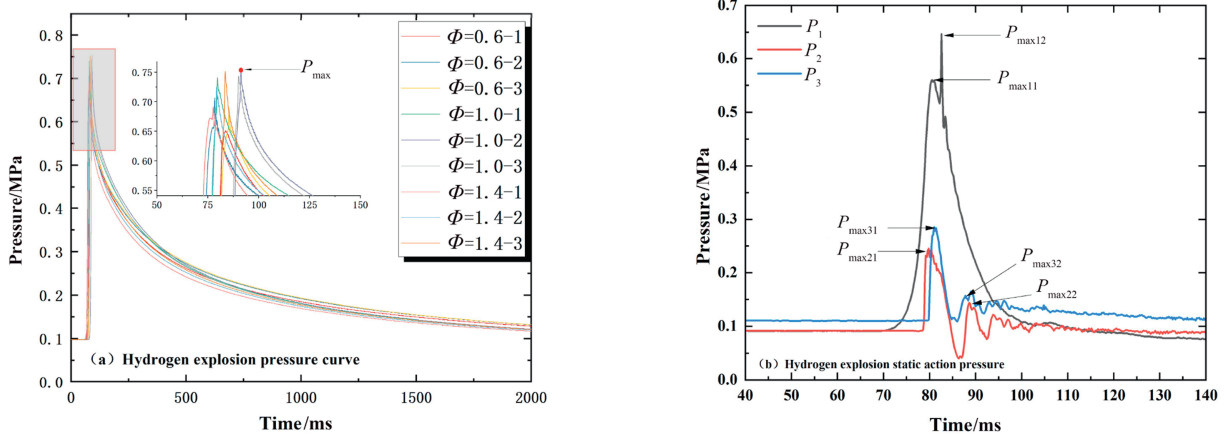 0.8
0.7
0.6
0.5
0.4
0.3
0.2
0.1
0.0
Pressure/MPa
0
500
1000
1500
2000
Time/ms
P max
0.75
0.70
0.65
0.60
0.55
50
75
100
125
150
Φ=0.6-1
Φ=0.6-2
Φ=0.6-3
Φ=1.0-1
Φ=1.0-2
Φ=1.0-3
Φ=1.4-1
Φ=1.4-2
Φ=1.4-3
（a）Hydrogen explosion pressure curve
0.7
0.6
0.5
0.4
0.3
0.2
0.1
0.0
Pressure/MPa
P1
P2
P3
Pmax12
Pmax11
Pmax31
Pmax21
Pmax32
Pmax22
（b）Hydrogen explosion static action pressure
40
50
60
70
80
90
100
110
120
130
140
Time/ms